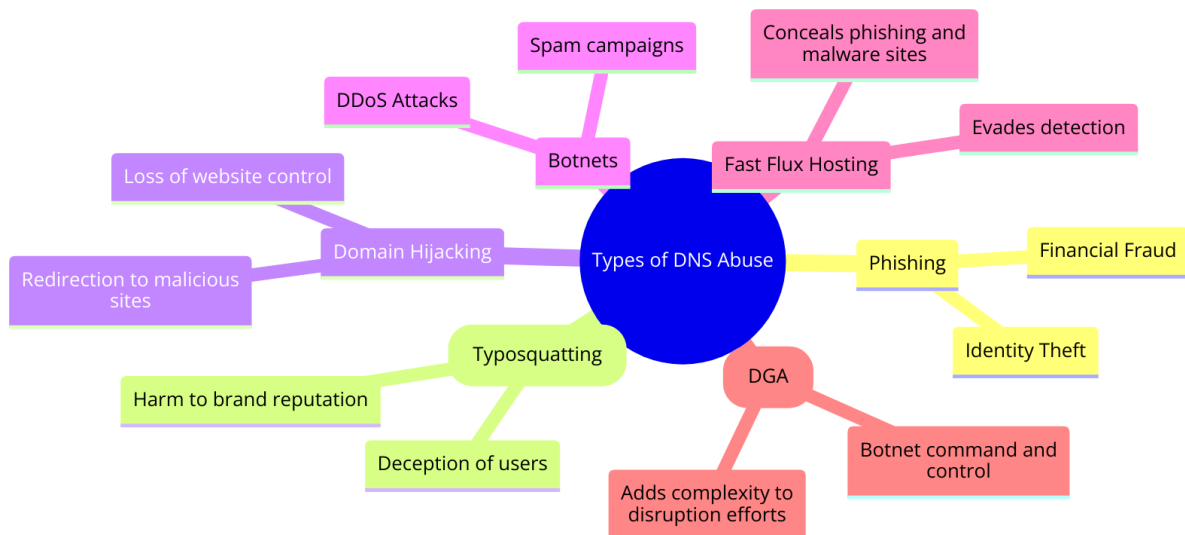 Types of DNS Abuse
Botnets
Spam campaigns
DDoS Attacks
Fast Flux Hosting
Conceals phishing and
malware sites
Evades detection
Phishing
Financial Fraud
Identity Theft
DGA
Botnet command and
control
Adds complexity to
disruption efforts
Typosquatting
Harm to brand reputation
Deception of users
Domain Hijacking
Loss of website control
Redirection to malicious
sites